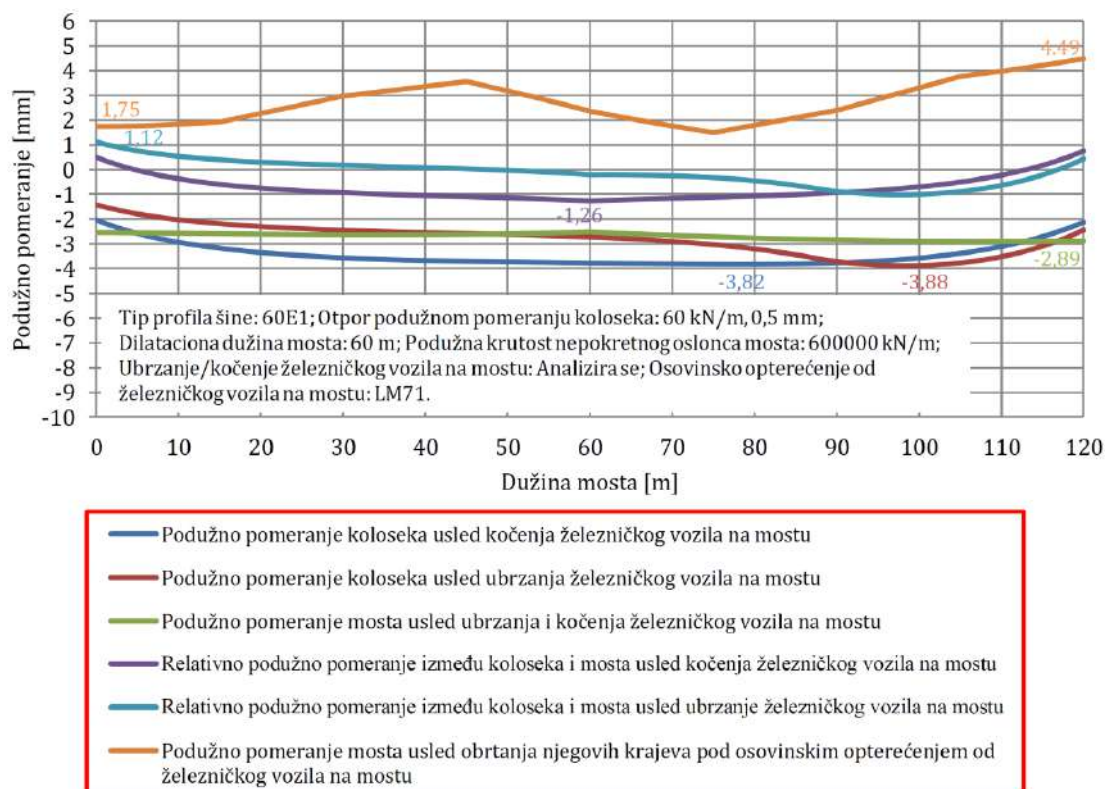 Podužno pomeranje [mm]
6
5
4
3
2
1
0
-1
-2
-3
-4
-5
-6
-7
-8
-9
-10
1,75
1,12
4.49
-1,26
-3,82
-3,88
-2,89
Tip profila šine: 60E1; Otpor podužnom pomeranju koloseka: 60 kN/m, 0,5 mm;
Dilataciona dužina mosta: 60 m; Podužna krutost nepokretnog oslonca mosta: 600000 kN/m;
Ubrzanje/kočenje železničkog vozila na mostu: Analizira se; Osovinsko opterećenje od
železničkog vozila na mostu: LM71.
0 10 20 30 40 50 60 70 80 90 100 110 120
Dužina mosta [m]
Podužno pomeranje koloseka usled kočenja železničkog vozila na mostu
Podužno pomeranje koloseka usled ubrzanja železničkog vozila na mostu
Podužno pomeranje mosta usled ubrzanja i kočenja železničkog vozila na mostu
Relativno podužno pomeranje između koloseka i mosta usled kočenja železničkog vozila na mostu
Relativno podužno pomeranje između koloseka i mosta usled ubrzanje železničkog vozila na mostu
Podužno pomeranje mosta usled obrtanja njegovih krajeva pod osovinskim opterećenjem od
železničkog vozila na mostu